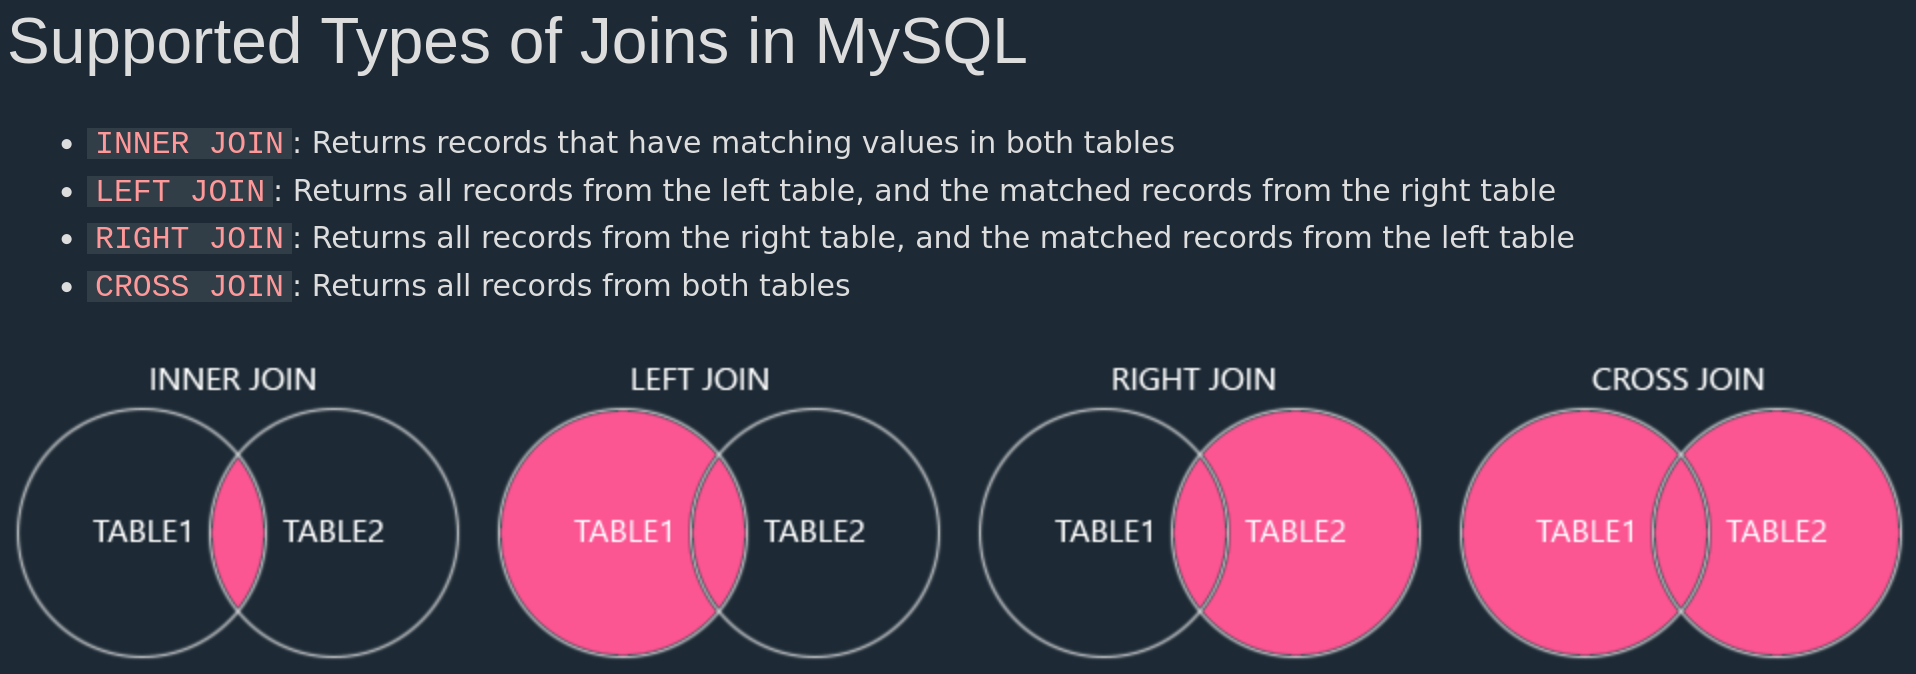 Supported Types of Joins in MySQL
• INNER JOIN: Returns records that have matching values in both tables
• LEFT JOIN: Returns all records from the left table, and the matched records from the right table
• RIGHT JOIN: Returns all records from the right table, and the matched records from the left table
• CROSS JOIN: Returns all records from both tables
INNER JOIN
TABLE1 TABLE2
LEFT JOIN
TABLE1 TABLE2
RIGHT JOIN
TABLE1 TABLE2
CROSS JOIN
TABLE1 TABLE2